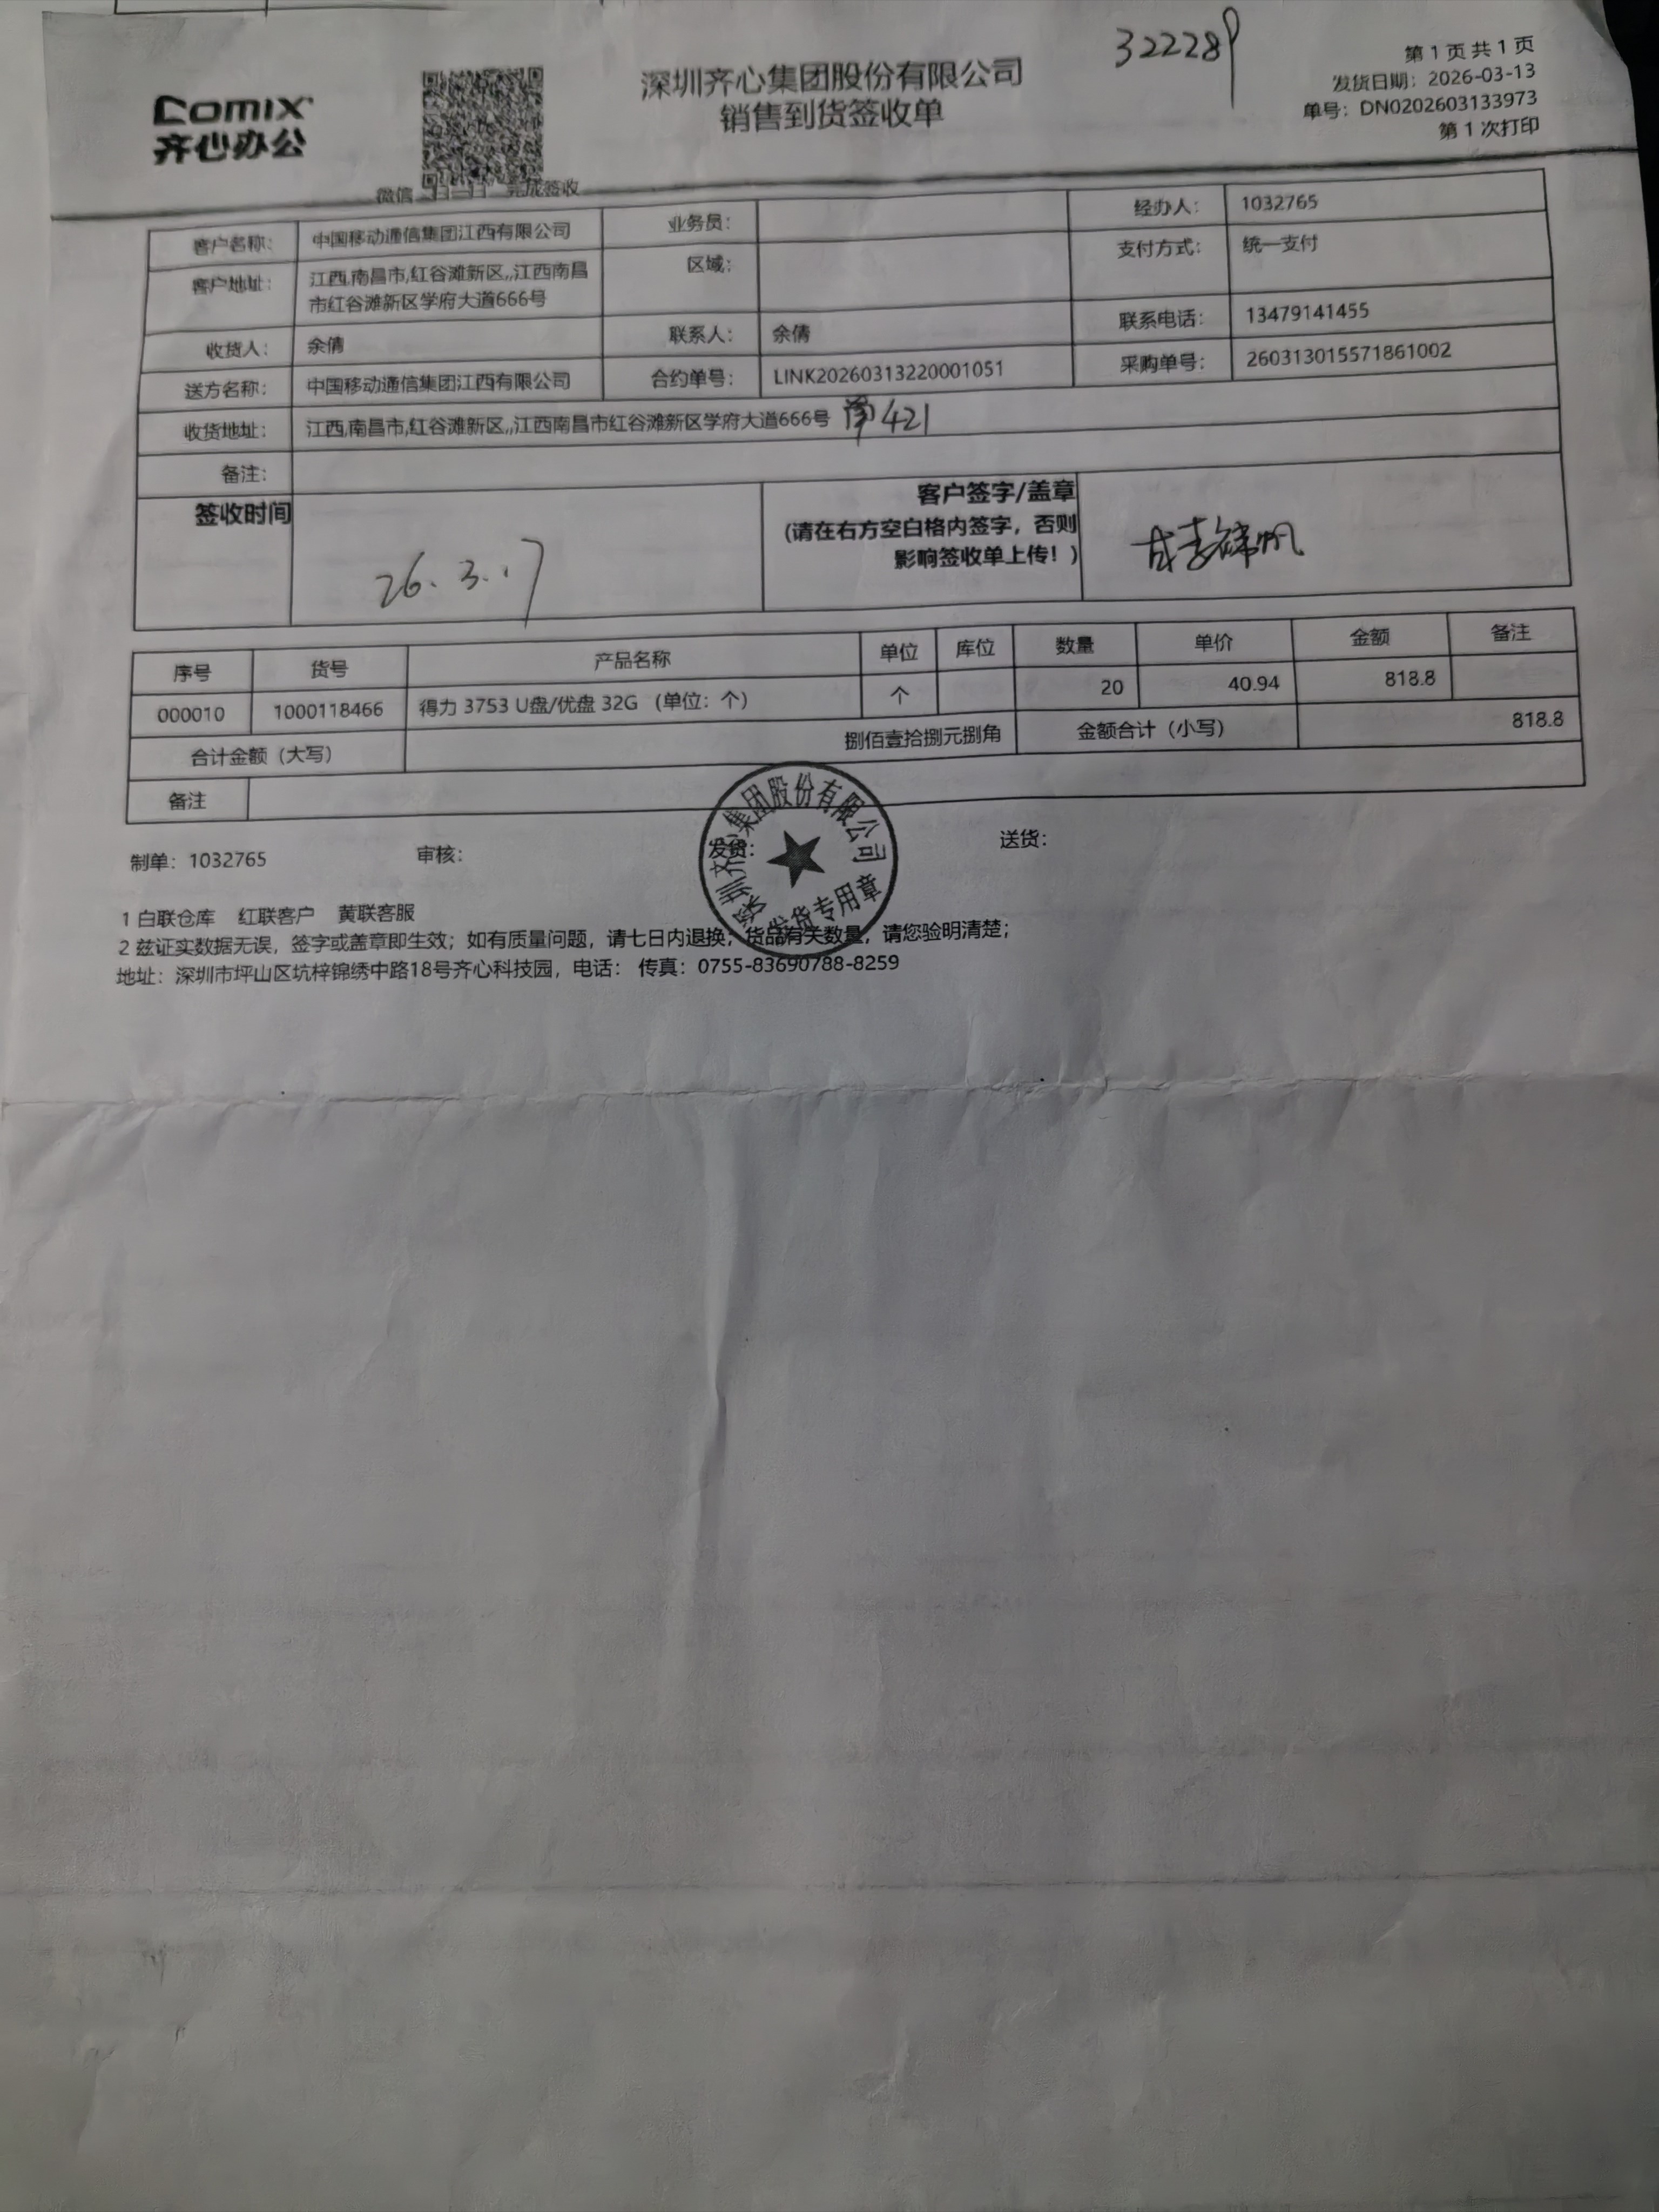 322289
第 1 页 共 1 页
发货日期：2026-03-13
单号：DN0202603133973
第 1 次打印
Comix
齐心办公
深圳齐心集团股份有限公司
销售到货签收单
微信扫一扫 完成签收
客户名称： 中国移动通信集团江西有限公司 业务员： 经办人： 1032765
客户地址： 江西,南昌市,红谷滩新区,,江西南昌 区域： 支付方式： 统一支付
市红谷滩新区学府大道666号
收货人： 余倩 联系人： 余倩 联系电话： 13479141455
送方名称： 中国移动通信集团江西有限公司 合约单号： LINK20260313220001051 采购单号： 260313015571861002
收货地址： 江西,南昌市,红谷滩新区,,江西南昌市红谷滩新区学府大道666号 421
备注：
签收时间 26.3.17 客户签字/盖章
(请在右方空白格内签字，否则
影响签收单上传！)
序号 货号 产品名称 单位 库位 数量 单价 金额 备注
000010 1000118466 得力 3753 U盘/优盘 32G （单位：个） 个 20 40.94 818.8
合计金额（大写） 捌佰壹拾捌元捌角 金额合计（小写） 818.8
备注
制单：1032765 审核： 发货： 送货：
深圳齐心集团股份有限公司
发货专用章
1 白联仓库 红联客户 黄联客服
2 兹证实数据无误，签字或盖章即生效；如有质量问题，请七日内退换；货品有关数量，请您验明清楚；
地址：深圳市坪山区坑梓锦绣中路18号齐心科技园，电话： 传真：0755-83690788-8259